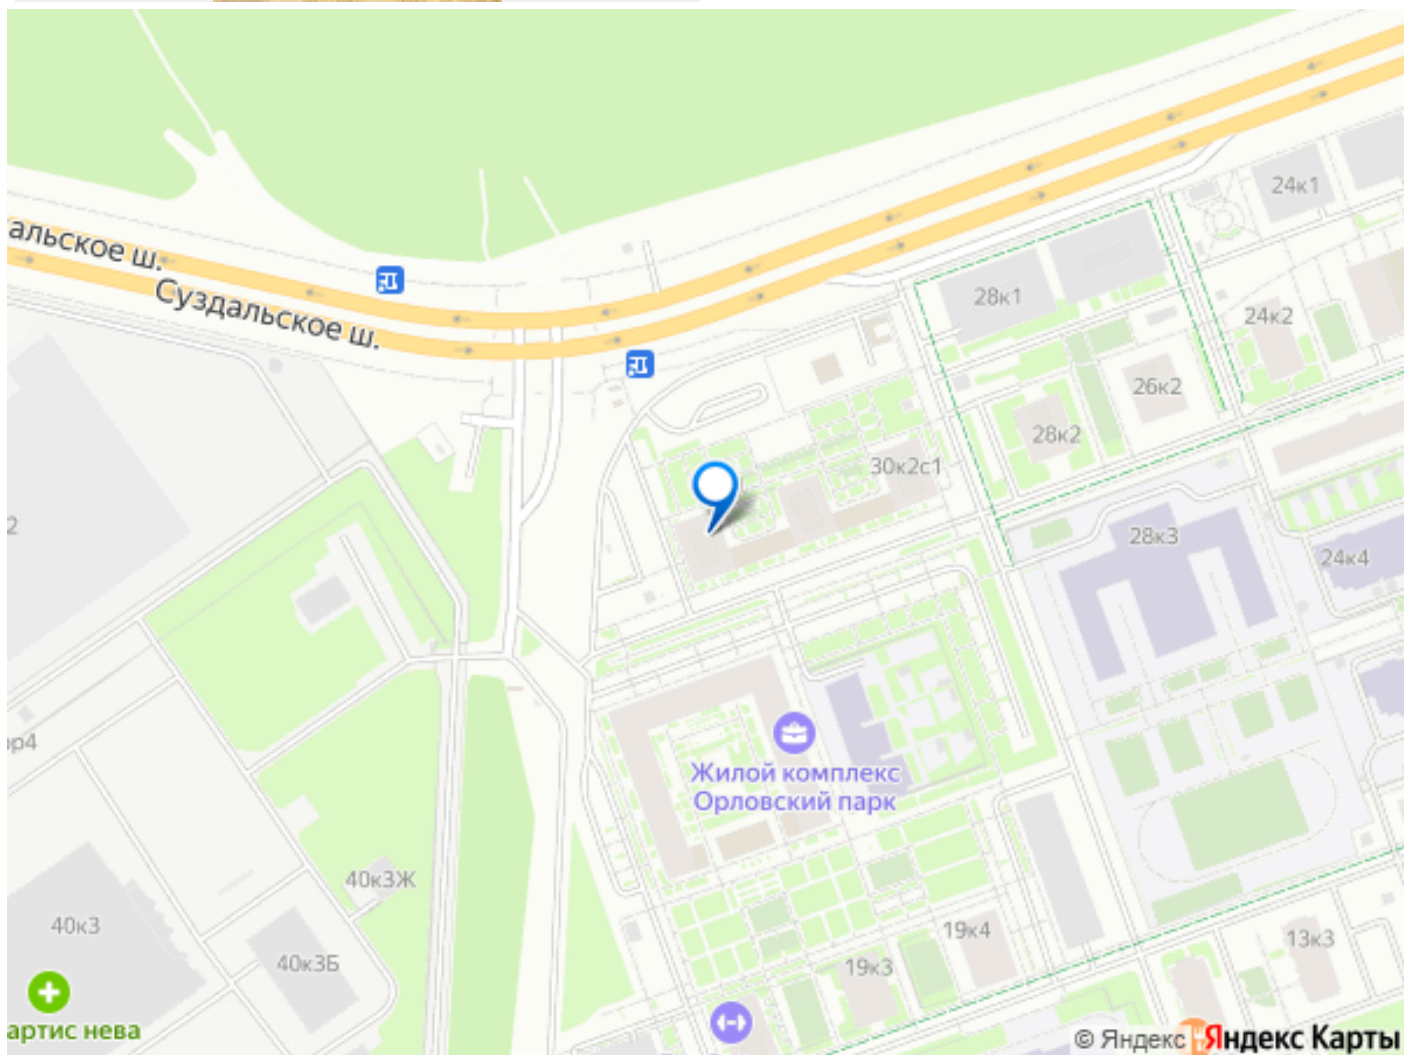 24к1
альское ш.
Суздальское ш.
28к1
24к2
26к2
28к2
30к2с1
2
28к3
24к4
ор4
Жилой комплекс
Орловский парк
40к3Ж
40к3
19к4
13к3
40к3Б
19к3
артис нева
© Яндекс Яндекс Карты